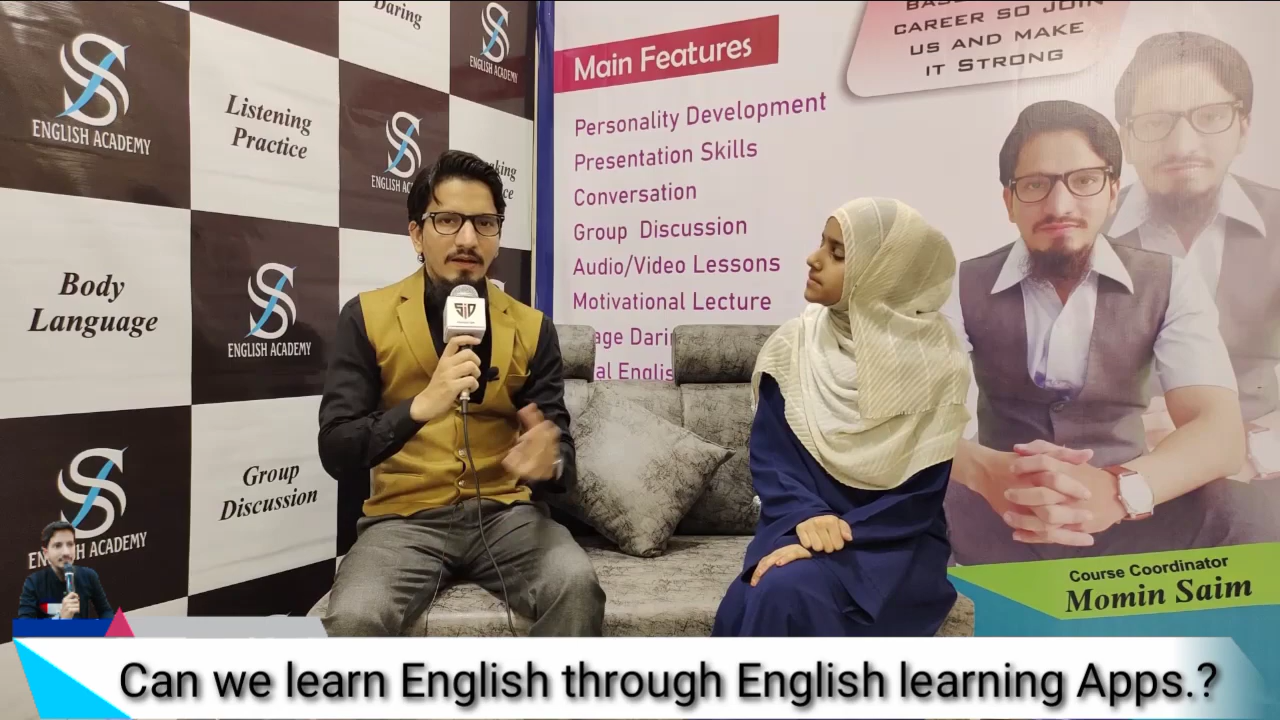 Daring
ENGLISH ACADEMY
ENGLISH ACADEMY
Listening
Practice
ENGLISH
Body
Language
ENGLISH ACADEMY
Group
Discussion
ENGLISH ACADEMY
Main Features
Personality Development
Presentation Skills
Conversation
Group Discussion
Audio/Video Lessons
Motivational Lecture
CAREER SO JOIN
US AND MAKE
IT STRONG
SID
Course Coordinator
Momin Saim
Can we learn English through English learning Apps.?